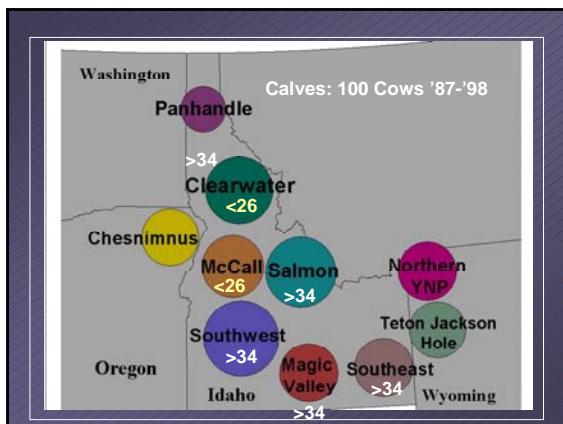 Washington
Calves: 100 Cows '87-'98
Panhandle
>34
Clearwater
<26
Chesnimnus
McCall
<26
Salmon
>34
Northern
YNP
Southwest
>34
Teton Jackson
Hole
Magic
Valley
>34
Southeast
>34
Oregon
Idaho
Wyoming